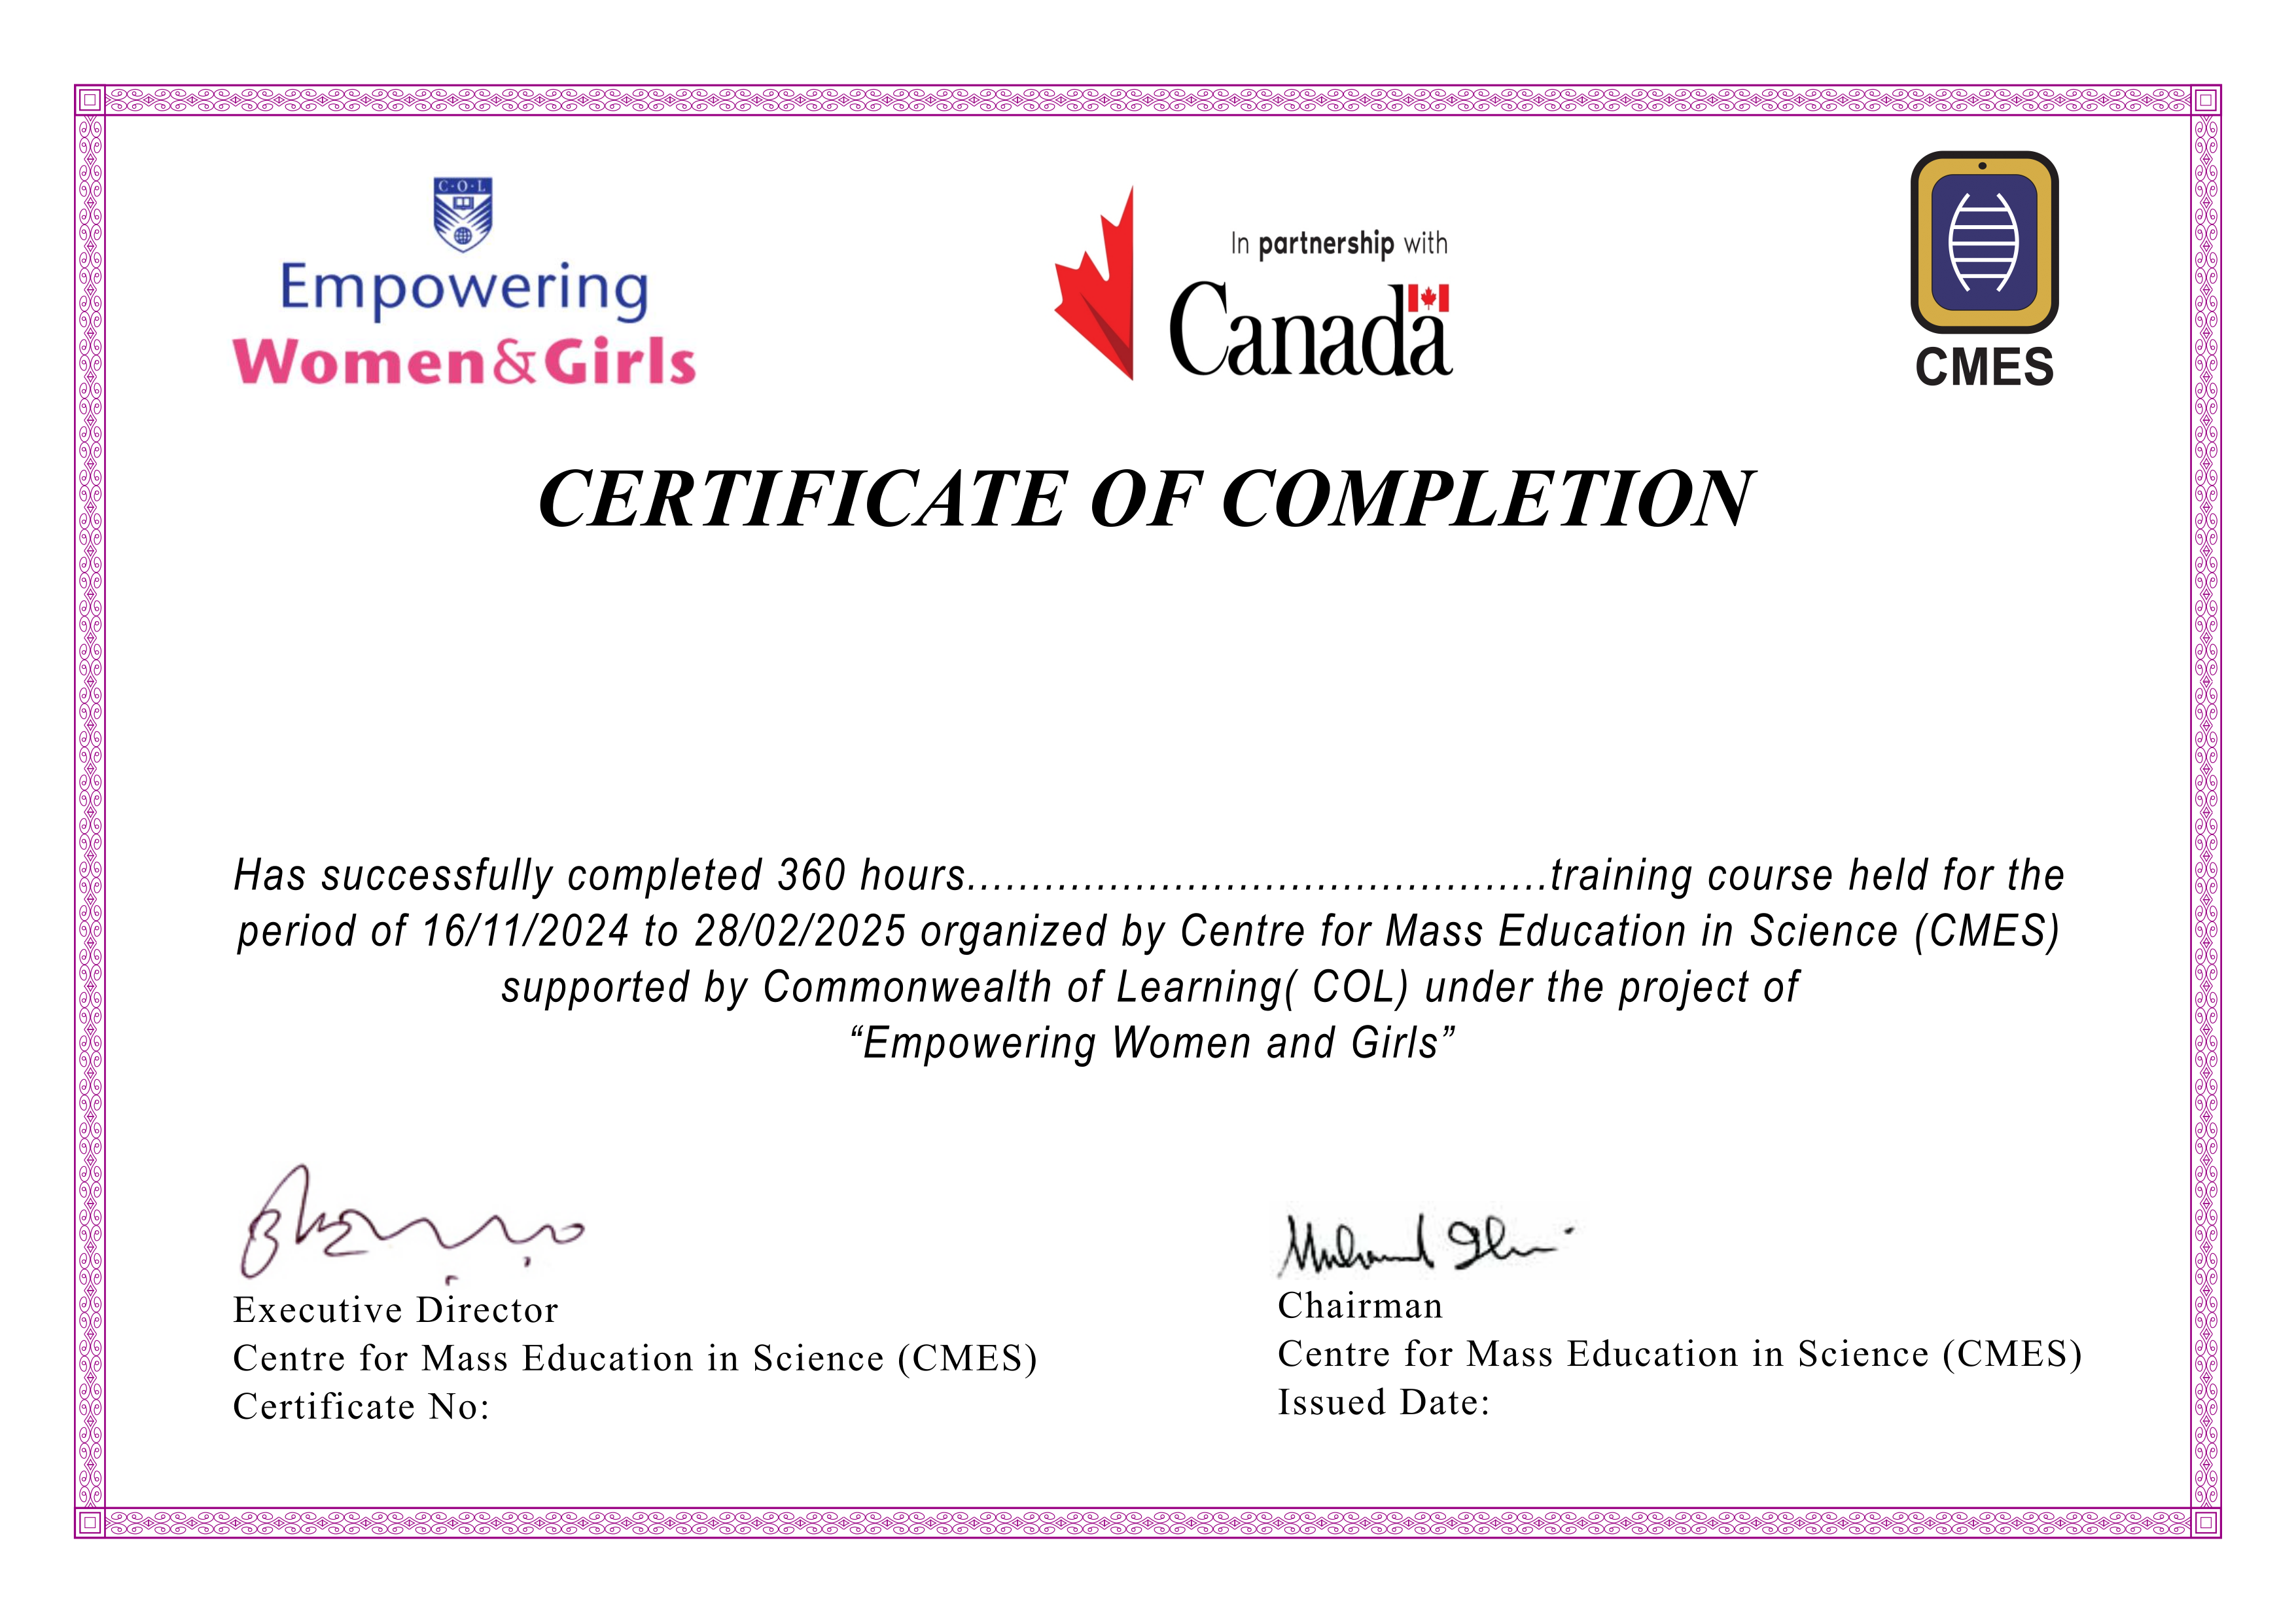 C·O·L
Empowering
Women&Girls
In partnership with
Canada
CMES
CERTIFICATE OF COMPLETION
Has successfully completed 360 hours.............................................training course held for the
period of 16/11/2024 to 28/02/2025 organized by Centre for Mass Education in Science (CMES)
supported by Commonwealth of Learning( COL) under the project of
“Empowering Women and Girls”
Executive Director
Centre for Mass Education in Science (CMES)
Certificate No:
Chairman
Centre for Mass Education in Science (CMES)
Issued Date: